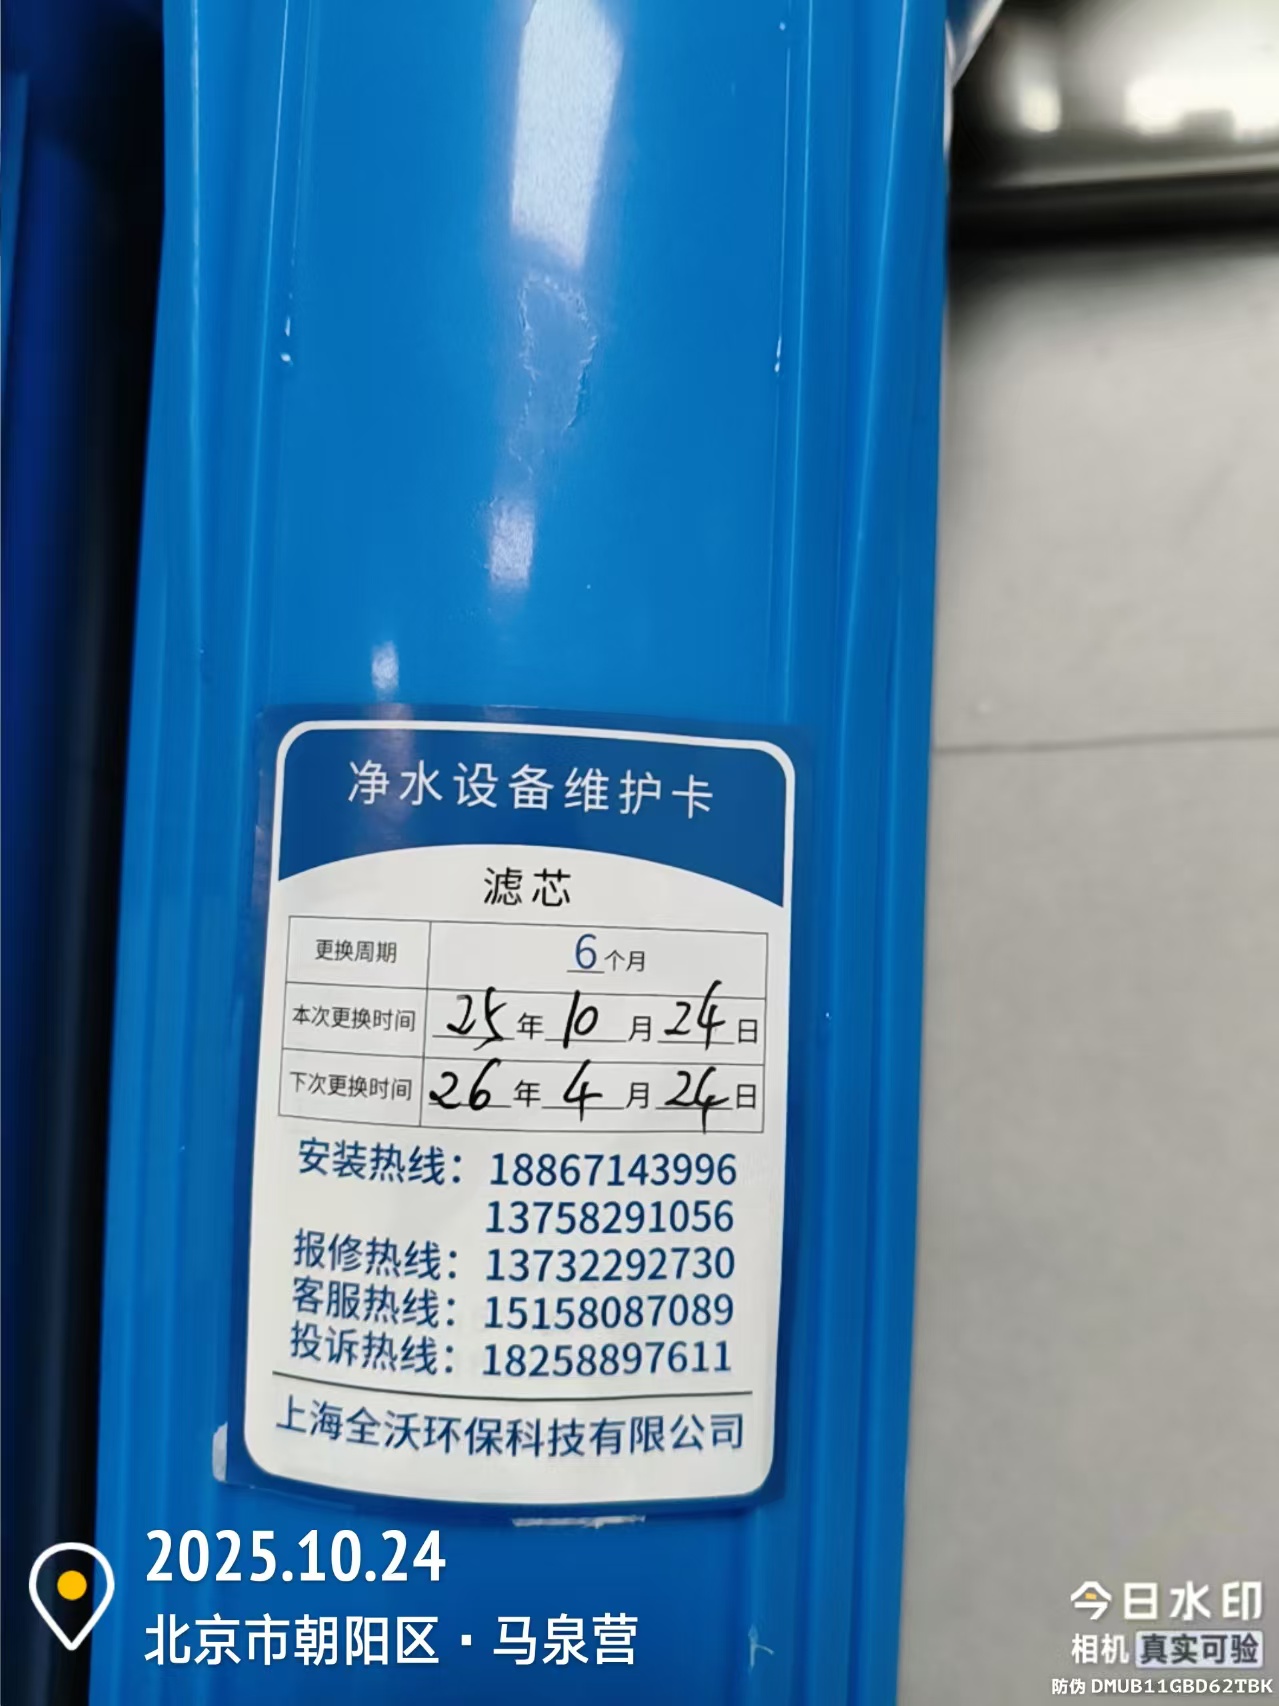 净水设备维护卡
滤芯
更换周期 6个月
本次更换时间 25年10月24日
下次更换时间 26年4月24日
安装热线：18867143996
13758291056
报修热线：13732292730
客服热线：15158087089
投诉热线：18258897611
上海全沃环保科技有限公司
2025.10.24
北京市朝阳区·马泉营
今日水印
相机 真实可验
防伪 DMUB11GBD62TBK